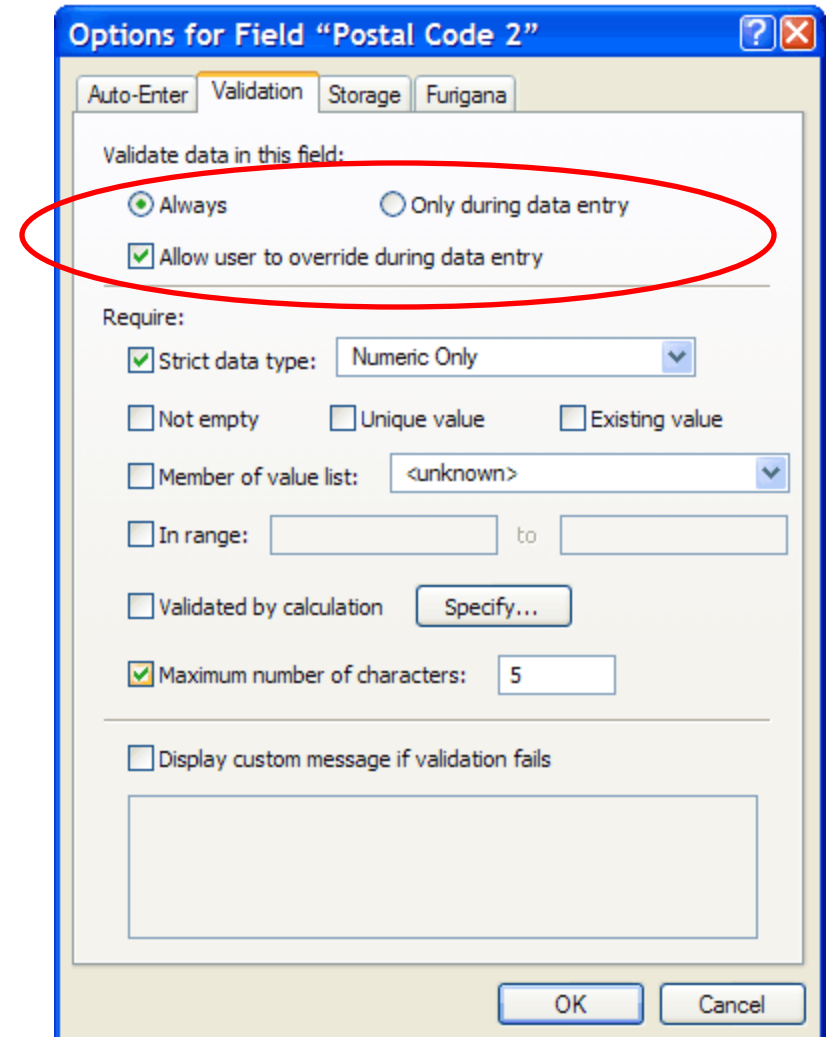 Options for Field “Postal Code 2”
Auto-Enter Validation Storage Furigana
Validate data in this field:
Always Only during data entry
Allow user to override during data entry
Require:
Strict data type: Numeric Only
Not empty Unique value Existing value
Member of value list: <unknown>
In range: to
Validated by calculation Specify...
Maximum number of characters: 5
Display custom message if validation fails
OK Cancel